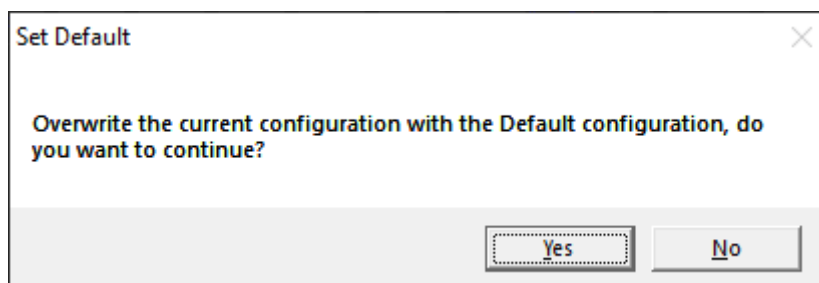 Set Default
Overwrite the current configuration with the Default configuration, do
you want to continue?
Yes
No